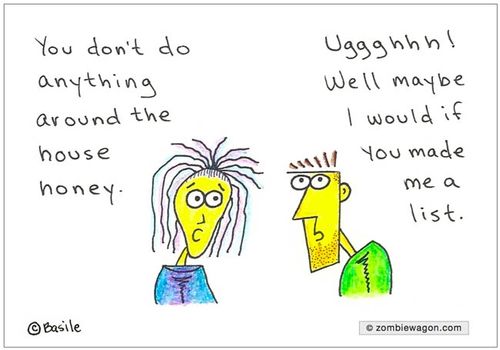 You don't do
anything
around the
house
honey.
Uggghhh!
Well maybe
I would if
you made
me a
list.
© Basile
© zombiewagon.com